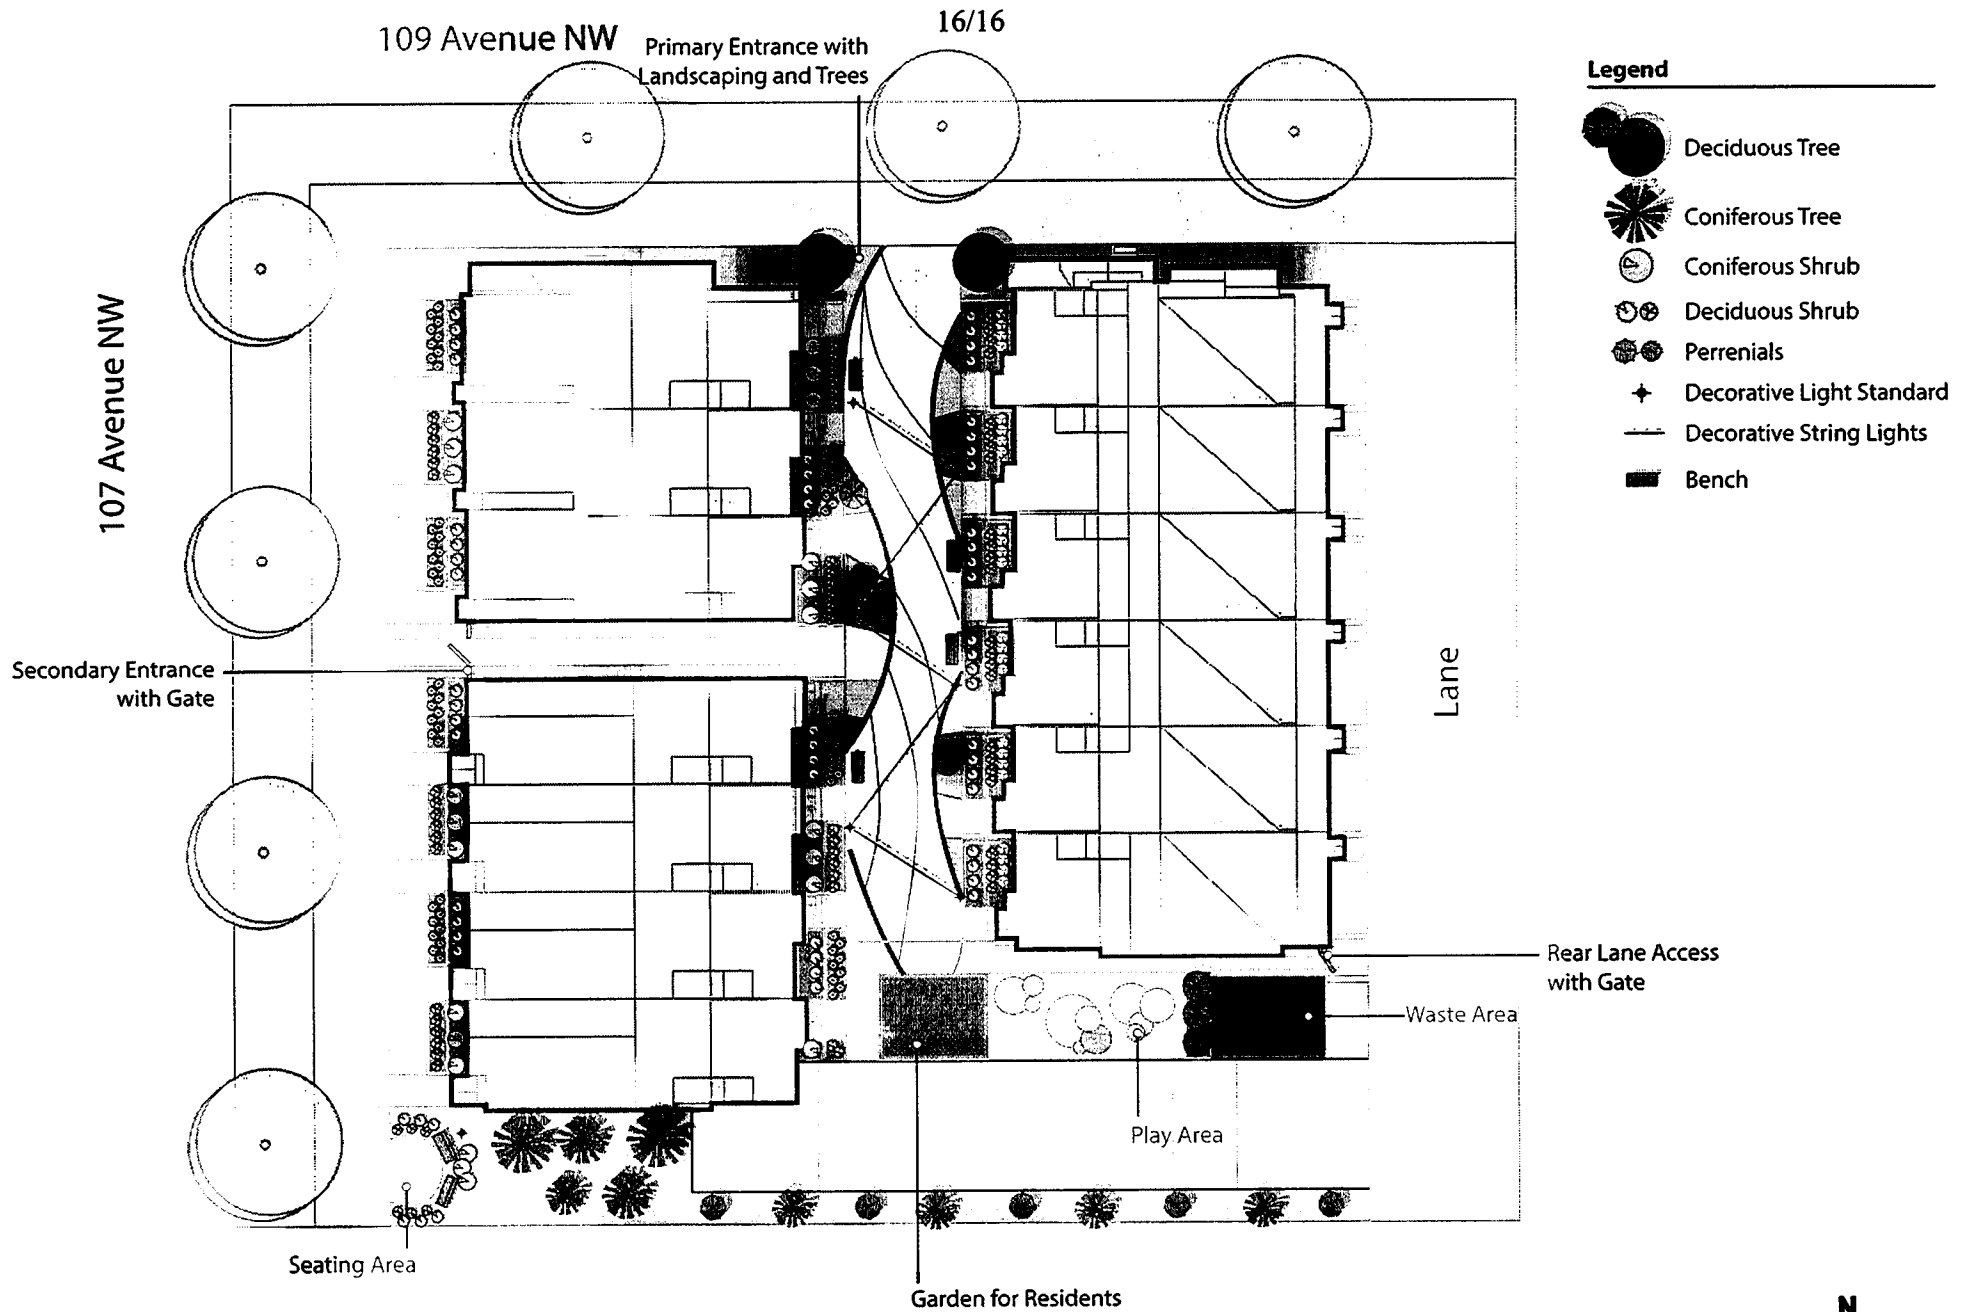 16/16
109 Avenue NW
Primary Entrance with
Landscaping and Trees
Legend
Deciduous Tree
Coniferous Tree
Coniferous Shrub
Deciduous Shrub
Perrenials
Decorative Light Standard
Decorative String Lights
Bench
107 Avenue NW
Secondary Entrance
with Gate
Lane
Rear Lane Access
with Gate
Waste Area
Play Area
Seating Area
Garden for Residents
N